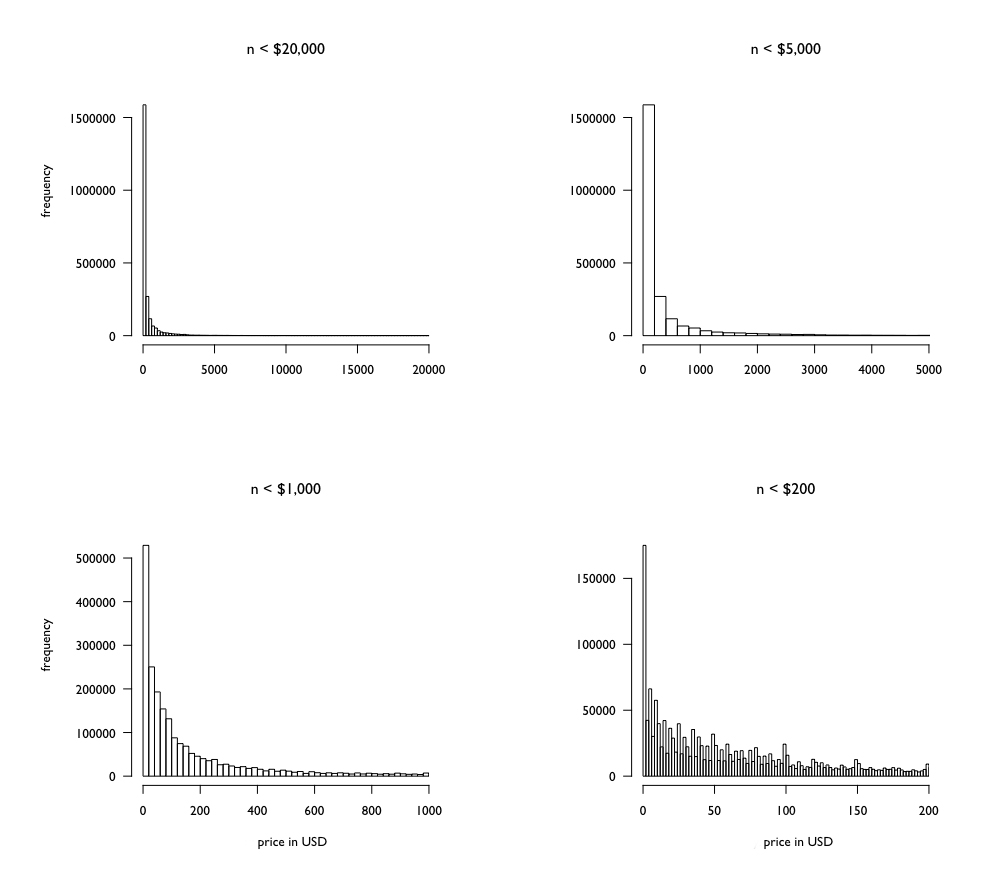 n < $20,000
frequency
1500000
1000000
500000
0
0 5000 10000 15000 20000
n < $5,000
1500000
1000000
500000
0
0 1000 2000 3000 4000 5000
n < $1,000
frequency
500000
400000
300000
200000
100000
0
0 200 400 600 800 1000
price in USD
n < $200
150000
100000
50000
0
0 50 100 150 200
price in USD